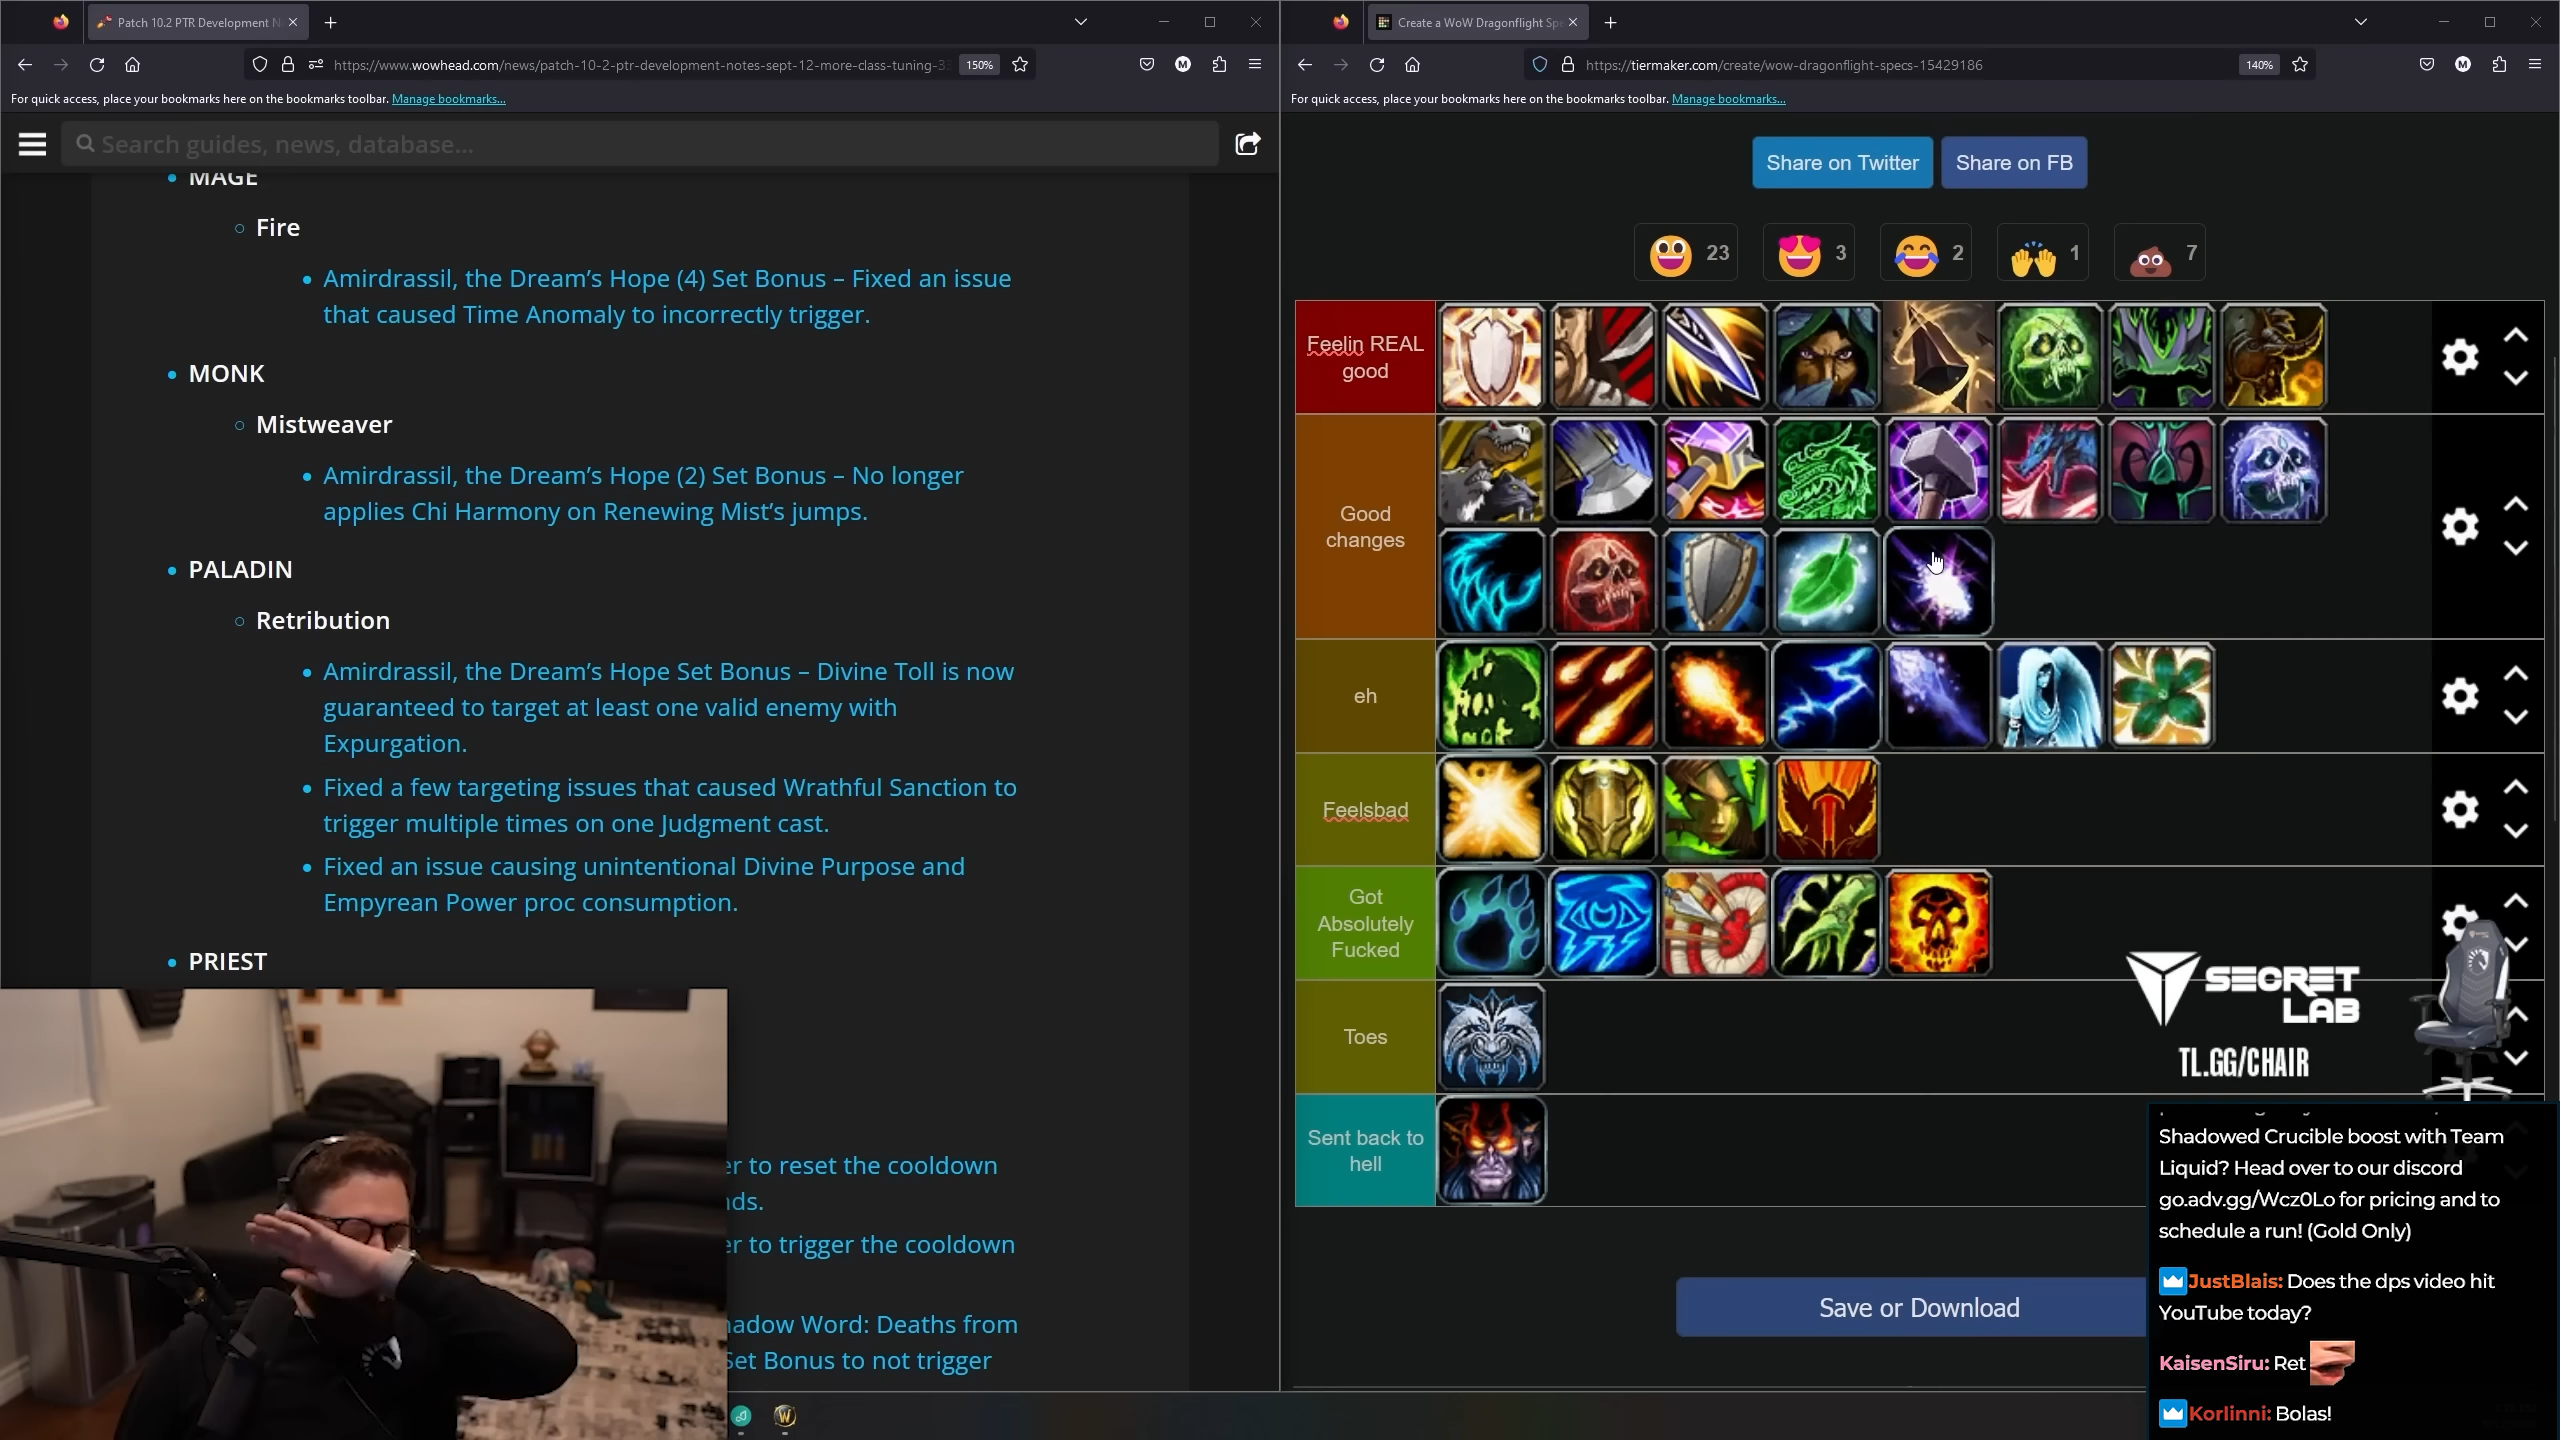 Patch 10.2 PTR Development N
https://www.wowhead.com/news/patch-10-2-ptr-development-notes-sept-12-more-class-tuning-3
150%
For quick access, place your bookmarks here on the bookmarks toolbar. Manage bookmarks...
Search guides, news, database...
MAGE
Fire
Amirdrassil, the Dream's Hope (4) Set Bonus – Fixed an issue
that caused Time Anomaly to incorrectly trigger.
MONK
Mistweaver
Amirdrassil, the Dream's Hope (2) Set Bonus – No longer
applies Chi Harmony on Renewing Mist's jumps.
PALADIN
Retribution
Amirdrassil, the Dream's Hope Set Bonus – Divine Toll is now
guaranteed to target at least one valid enemy with
Expurgation.
Fixed a few targeting issues that caused Wrathful Sanction to
trigger multiple times on one Judgment cast.
Fixed an issue causing unintentional Divine Purpose and
Empyrean Power proc consumption.
PRIEST
er to reset the cooldown
nds.
er to trigger the cooldown
hadow Word: Deaths from
Set Bonus to not trigger
Create a WoW Dragonflight Spe
https://tiermaker.com/create/wow-dragonflight-specs-15429186
140%
For quick access, place your bookmarks here on the bookmarks toolbar. Manage bookmarks...
Share on Twitter
Share on FB
23
3
2
1
7
Feelin REAL
good
Good
changes
eh
Feelsbad
Got
Absolutely
Fucked
Toes
Sent back to
hell
SECRET
LAB
TL.GG/CHAIR
Save or Download
Shadowed Crucible boost with Team
Liquid? Head over to our discord
go.adv.gg/Wcz0Lo for pricing and to
schedule a run! (Gold Only)
JustBlais: Does the dps video hit
YouTube today?
KaisenSiru: Ret
Korlinni: Bolas!